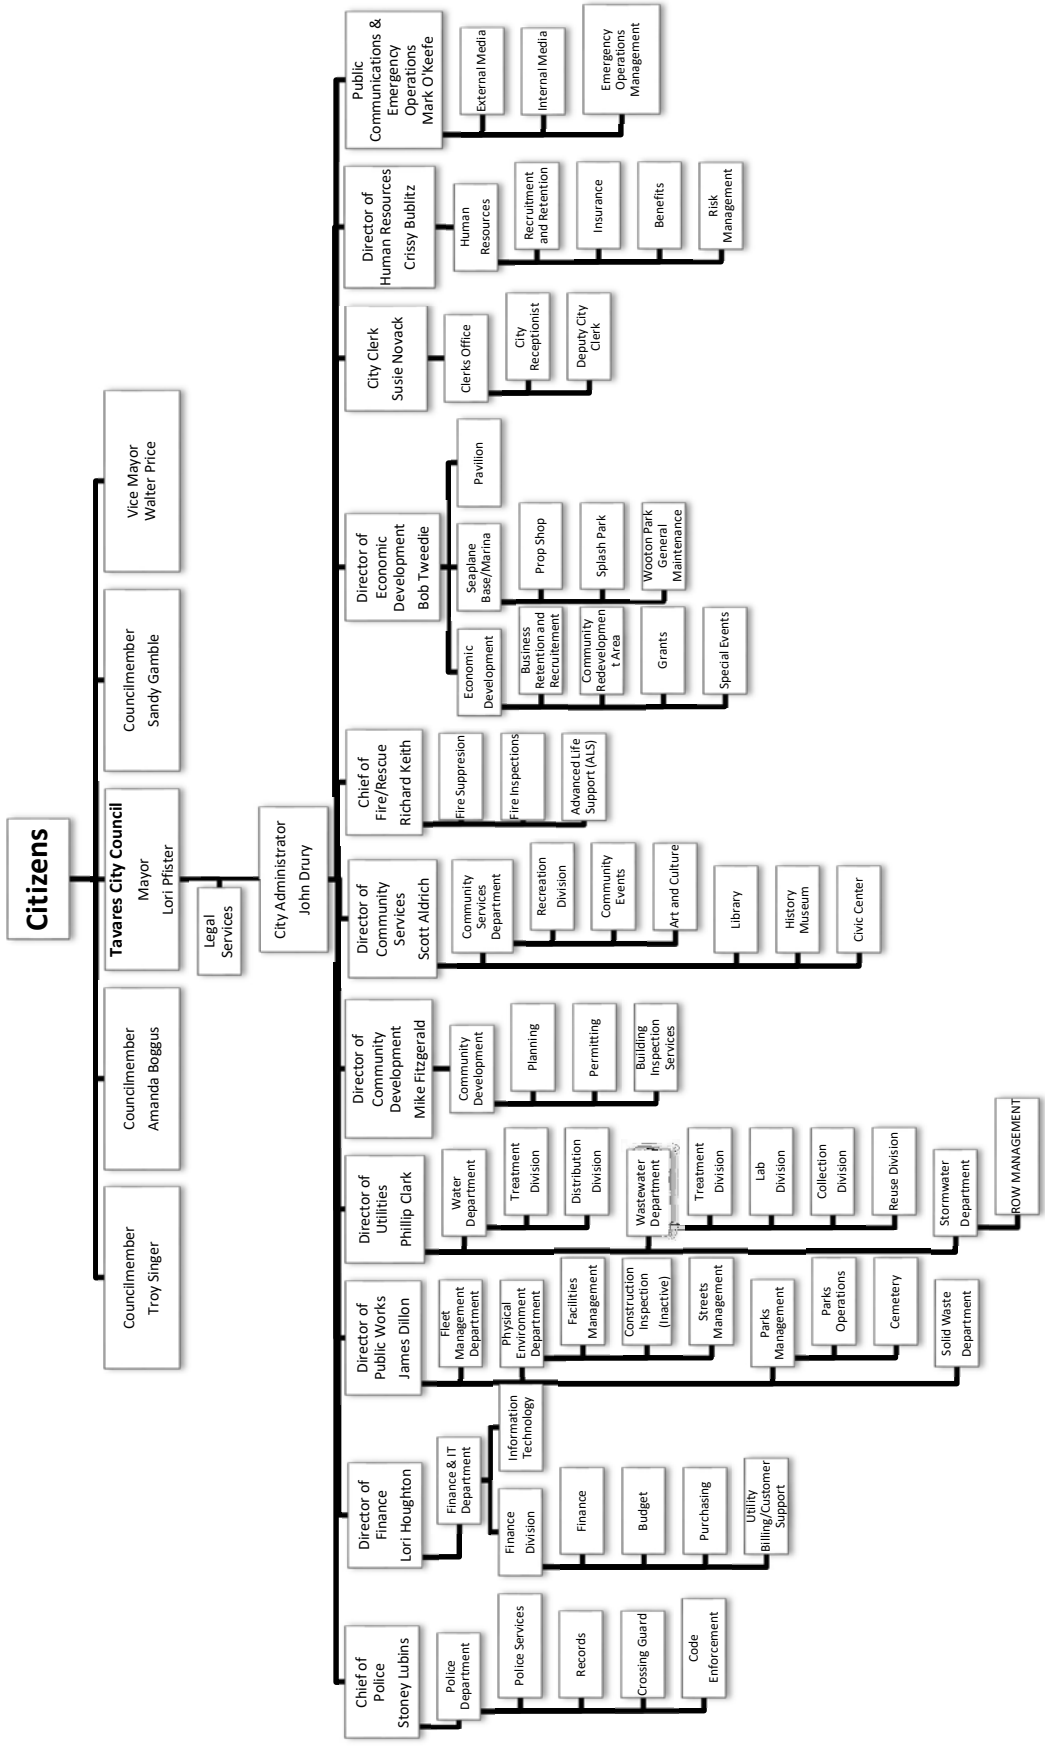 Citizens
Councilmember
Troy Singer
Councilmember
Amanda Boggus
Tavares City Council
Mayor
Lori Pfister
Councilmember
Sandy Gamble
Vice Mayor
Walter Price
Legal
Services
City Administrator
John Drury
Chief of
Police
Stoney Lubins
Police
Department
Police Services
Records
Crossing Guard
Code
Enforcement
Director of
Finance
Lori Houghton
Finance & IT
Department
Finance
Division
Finance
Budget
Purchasing
Utility
Billing/Customer
Support
Information
Technology
Director of
Public Works
James Dillon
Fleet
Management
Department
Physical
Environment
Department
Facilities
Management
Construction
Inspection
(Inactive)
Streets
Management
Parks
Management
Parks
Operations
Cemetery
Solid Waste
Department
Director of
Utilities
Phillip Clark
Water
Department
Treatment
Division
Distribution
Division
Wastewater
Department
Treatment
Division
Lab
Division
Collection
Division
Reuse Division
Stormwater
Department
ROW MANAGEMENT
Director of
Community
Development
Mike Fitzgerald
Community
Development
Planning
Permitting
Building
Inspection
Services
Director of
Community
Services
Scott Aldrich
Community
Services
Department
Recreation
Division
Community
Events
Art and Culture
Library
History
Museum
Civic Center
Chief of
Fire/Rescue
Richard Keith
Fire Suppresion
Fire Inspections
Advanced Life
Support (ALS)
Director of
Economic
Development
Bob Tweedie
Economic
Development
Business
Retention and
Recruitement
Community
Redevelopmen
t Area
Grants
Special Events
Seaplane
Base/Marina
Prop Shop
Splash Park
Wooton Park
General
Maintenance
Pavilion
City Clerk
Susie Novack
Clerks Office
City
Receptionist
Deputy City
Clerk
Director of
Human Resources
Crissy Bublitz
Human
Resources
Recruitment
and Retention
Insurance
Benefits
Risk
Management
Public
Communications &
Emergency
Operations
Mark O'Keefe
External Media
Internal Media
Emergency
Operations
Management